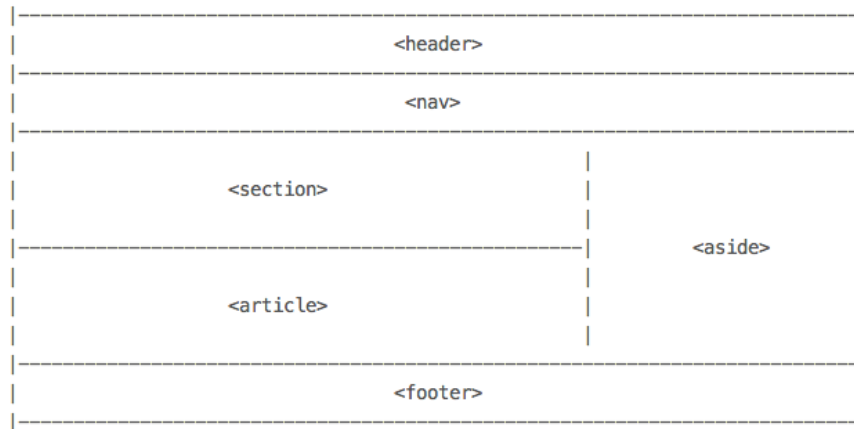 <header>
<nav>
<section>
<aside>
<article>
<footer>